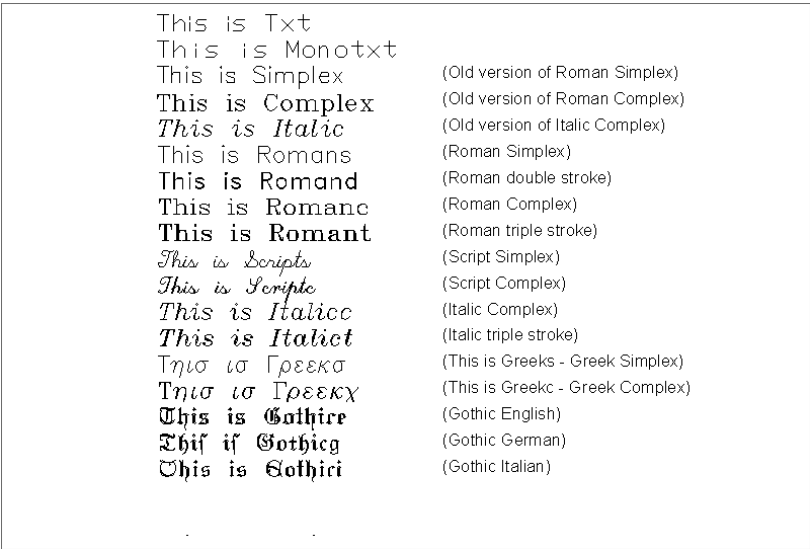 This is Txt
This is Monotxt
This is Simplex (Old version of Roman Simplex)
This is Complex (Old version of Roman Complex)
This is Italic (Old version of Italic Complex)
This is Romans (Roman Simplex)
This is Romand (Roman double stroke)
This is Romanc (Roman Complex)
This is Romant (Roman triple stroke)
This is Scripts (Script Simplex)
This is Scriptc (Script Complex)
This is Italicc (Italic Complex)
This is Italict (Italic triple stroke)
Τηισ ισ Γρεεκσ (This is Greeks - Greek Simplex)
Τηισ ισ Γρεεκχ (This is Greekc - Greek Complex)
This is Gothice (Gothic English)
Thiſ iſ Gothicg (Gothic German)
This is Gothici (Gothic Italian)